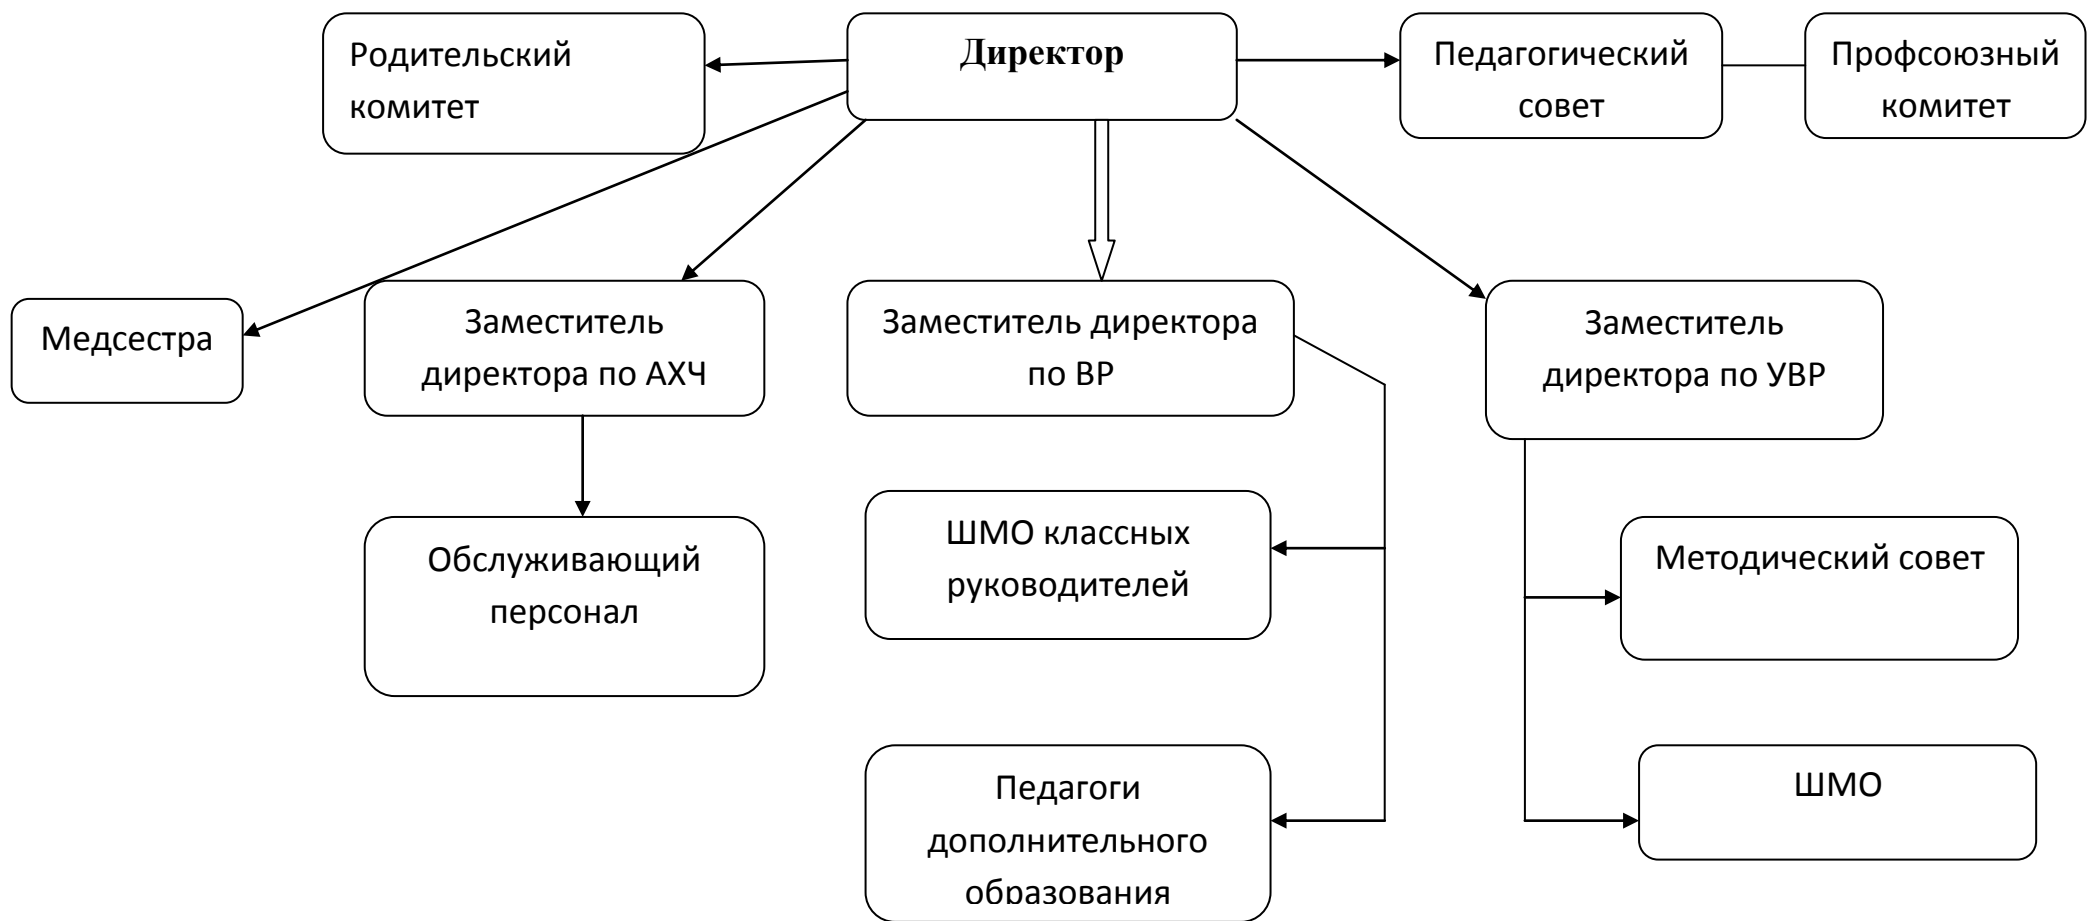 Родительский
комитет
Директор
Педагогический
совет
Профсоюзный
комитет
Медсестра
Заместитель
директора по АХЧ
Заместитель директора
по ВР
Заместитель
директора по УВР
Обслуживающий
персонал
ШМО классных
руководителей
Методический совет
Педагоги
дополнительного
образования
ШМО